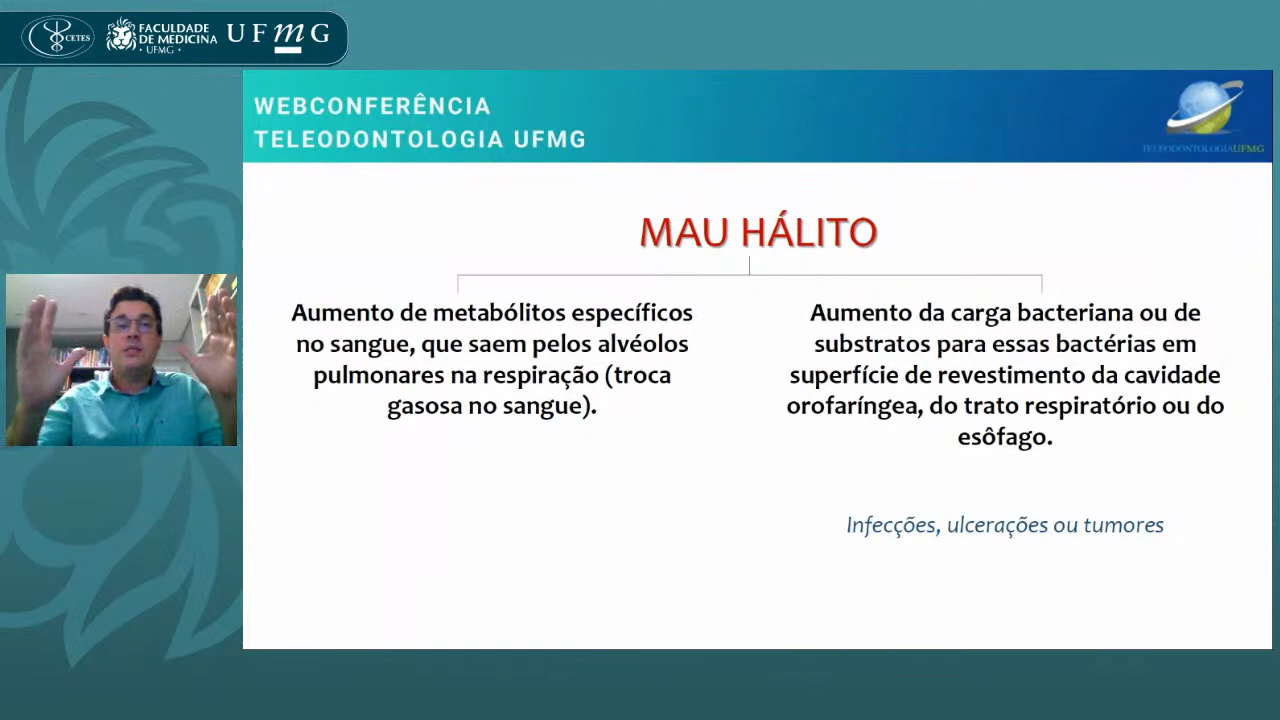 CETES
FACULDADE
DE MEDICINA
• UFMG •
UFmG
WEBCONFERÊNCIA
TELEODONTOLOGIA UFMG
TELEODONTOLOGIAUFMG
MAU HÁLITO
Aumento de metabólitos específicos
no sangue, que saem pelos alvéolos
pulmonares na respiração (troca
gasosa no sangue).
Aumento da carga bacteriana ou de
substratos para essas bactérias em
superfície de revestimento da cavidade
orofaríngea, do trato respiratório ou do
esôfago.
Infecções, ulcerações ou tumores